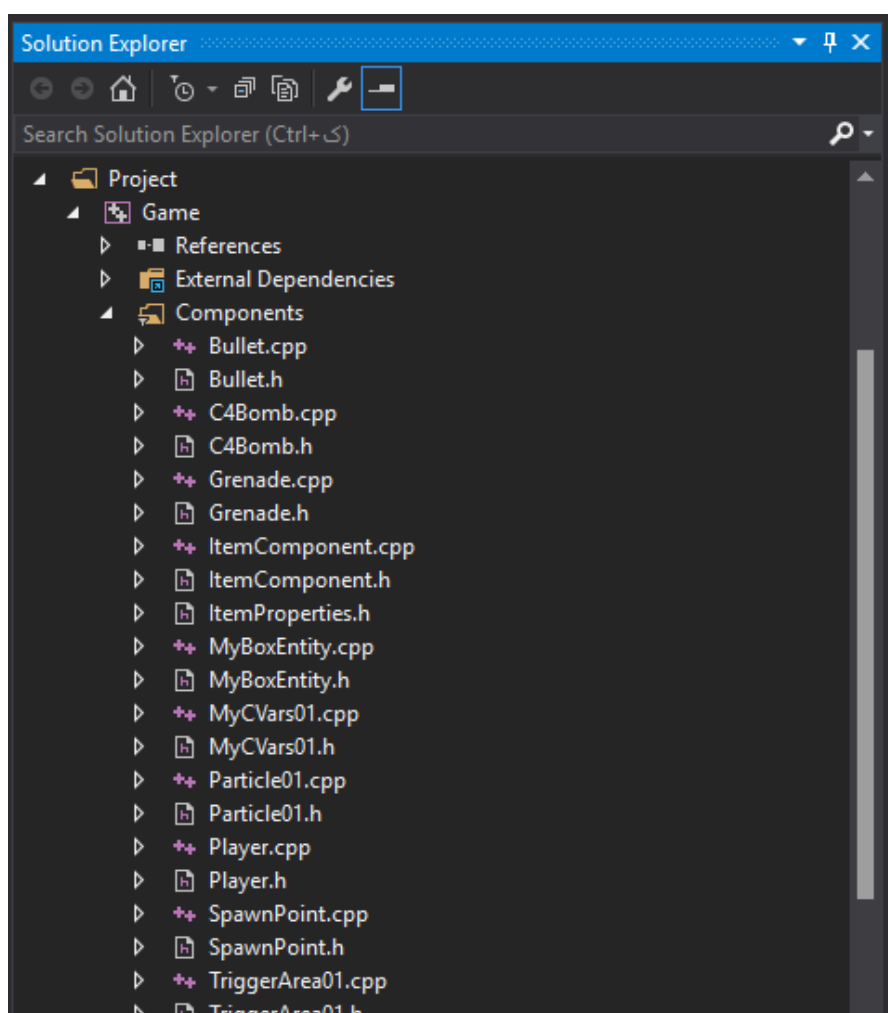 Solution Explorer
Search Solution Explorer (Ctrl+ک)
Project
Game
References
External Dependencies
Components
Bullet.cpp
Bullet.h
C4Bomb.cpp
C4Bomb.h
Grenade.cpp
Grenade.h
ItemComponent.cpp
ItemComponent.h
ItemProperties.h
MyBoxEntity.cpp
MyBoxEntity.h
MyCVars01.cpp
MyCVars01.h
Particle01.cpp
Particle01.h
Player.cpp
Player.h
SpawnPoint.cpp
SpawnPoint.h
TriggerArea01.cpp
TriggerArea01.h